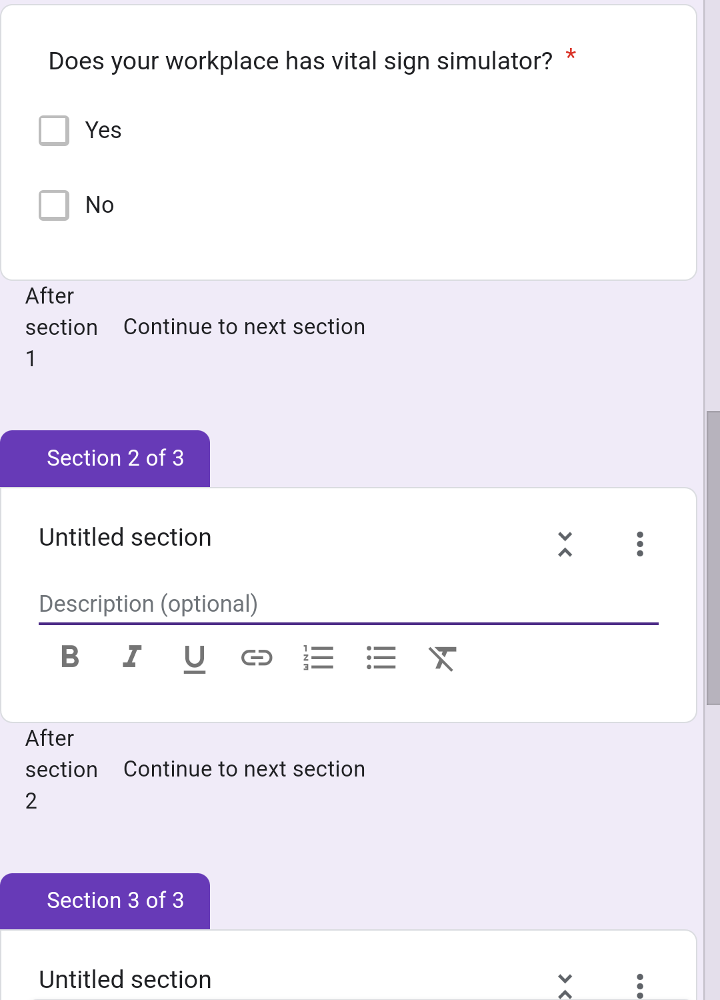 Does your workplace has vital sign simulator? *
Yes
No
After
section
1
Continue to next section
Section 2 of 3
Untitled section
Description (optional)
After
section
2
Continue to next section
Section 3 of 3
Untitled section